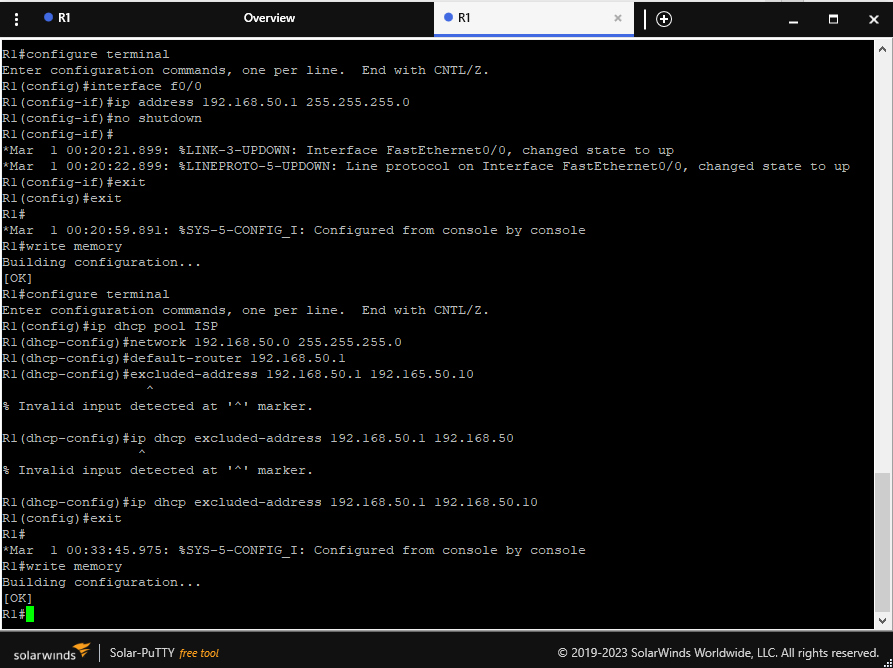 R1
Overview
R1
R1#configure terminal
Enter configuration commands, one per line.  End with CNTL/Z.
R1(config)#interface f0/0
R1(config-if)#ip address 192.168.50.1 255.255.255.0
R1(config-if)#no shutdown
R1(config-if)#
*Mar  1 00:20:21.899: %LINK-3-UPDOWN: Interface FastEthernet0/0, changed state to up
*Mar  1 00:20:22.899: %LINEPROTO-5-UPDOWN: Line protocol on Interface FastEthernet0/0, changed state to up
R1(config-if)#exit
R1(config)#exit
R1#
*Mar  1 00:20:59.891: %SYS-5-CONFIG_I: Configured from console by console
R1#write memory
Building configuration...
[OK]
R1#configure terminal
Enter configuration commands, one per line.  End with CNTL/Z.
R1(config)#ip dhcp pool ISP
R1(dhcp-config)#network 192.168.50.0 255.255.255.0
R1(dhcp-config)#default-router 192.168.50.1
R1(dhcp-config)#excluded-address 192.168.50.1 192.165.50.10
^
% Invalid input detected at '^' marker.
R1(dhcp-config)#ip dhcp excluded-address 192.168.50.1 192.168.50
^
% Invalid input detected at '^' marker.
R1(dhcp-config)#ip dhcp excluded-address 192.168.50.1 192.168.50.10
R1(config)#exit
R1#
*Mar  1 00:33:45.975: %SYS-5-CONFIG_I: Configured from console by console
R1#write memory
Building configuration...
[OK]
R1#
solarwinds Solar-PuTTY free tool © 2019-2023 SolarWinds Worldwide, LLC. All rights reserved.